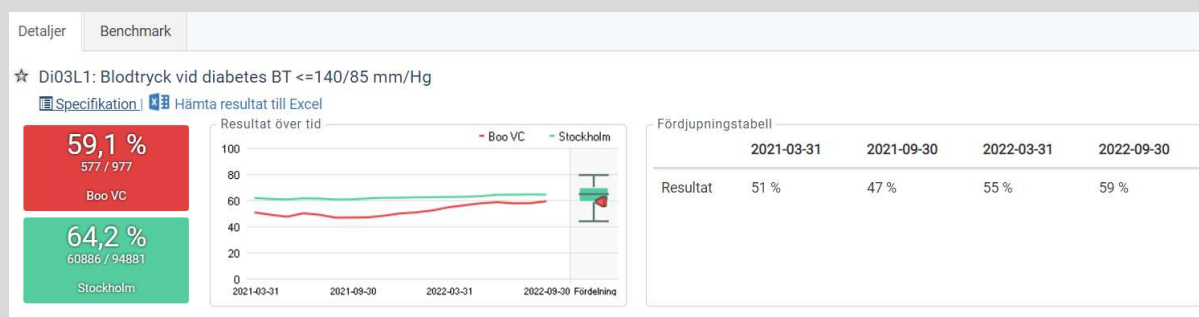 Detaljer Benchmark
☆ Di03L1: Blodtryck vid diabetes BT <=140/85 mm/Hg
Specifikation | Hämta resultat till Excel
59,1 %
577 / 977
Boo VC
64,2 %
60886 / 94881
Stockholm
Resultat över tid
Boo VC Stockholm
100
80
60
40
20
0
2021-03-31 2021-09-30 2022-03-31 2022-09-30 Fördelning
Fördjupningstabell
2021-03-31 2021-09-30 2022-03-31 2022-09-30
Resultat 51 % 47 % 55 % 59 %